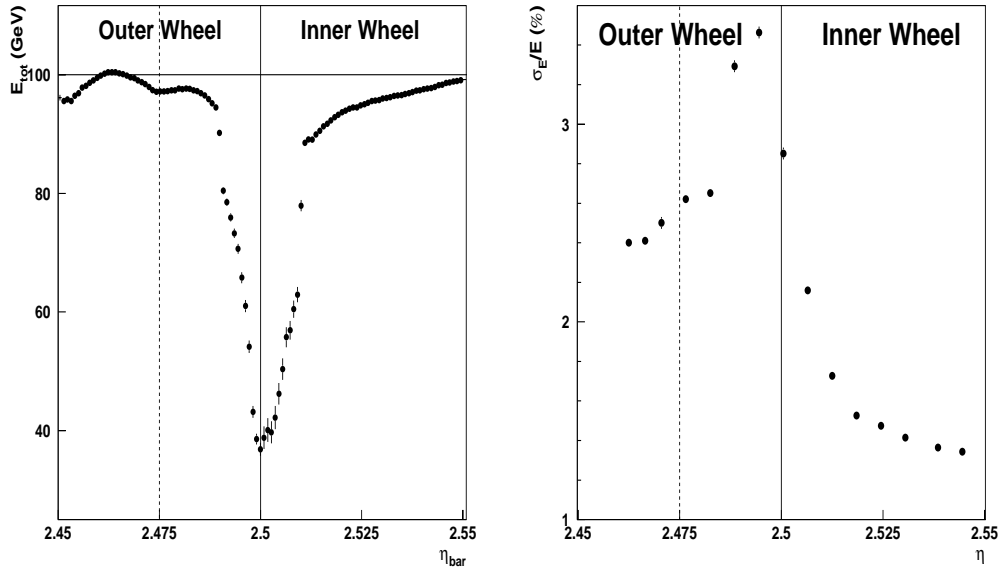 E_tot (GeV)
Outer Wheel
Inner Wheel
100
80
60
40
2.45
2.475
2.5
2.525
2.55
η_bar
σ_E/E (%)
Outer Wheel
Inner Wheel
3
2
1
2.45
2.475
2.5
2.525
2.55
η